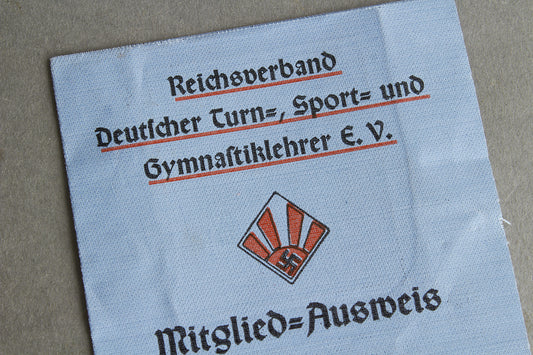 Reichsverband
Deutscher Turn=, Sport= und
Gymnastiklehrer E. V.
Mitglied=Ausweis